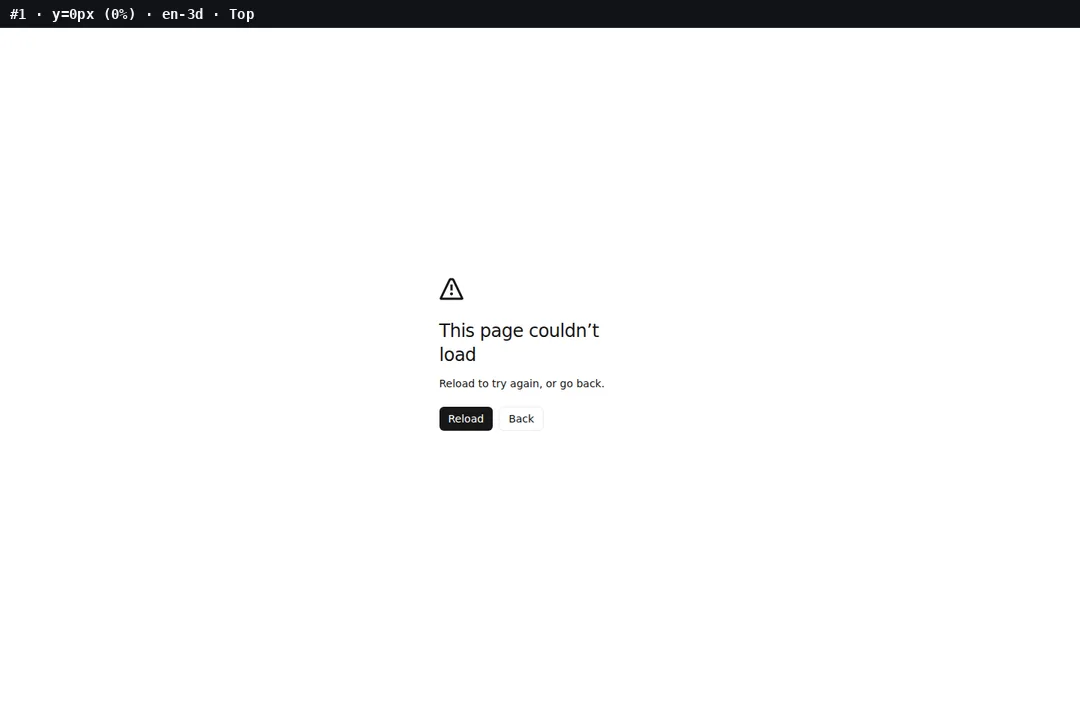 #1 · y=0px (0%) · en-3d · Top
This page couldn’t
load
Reload to try again, or go back.
Reload Back